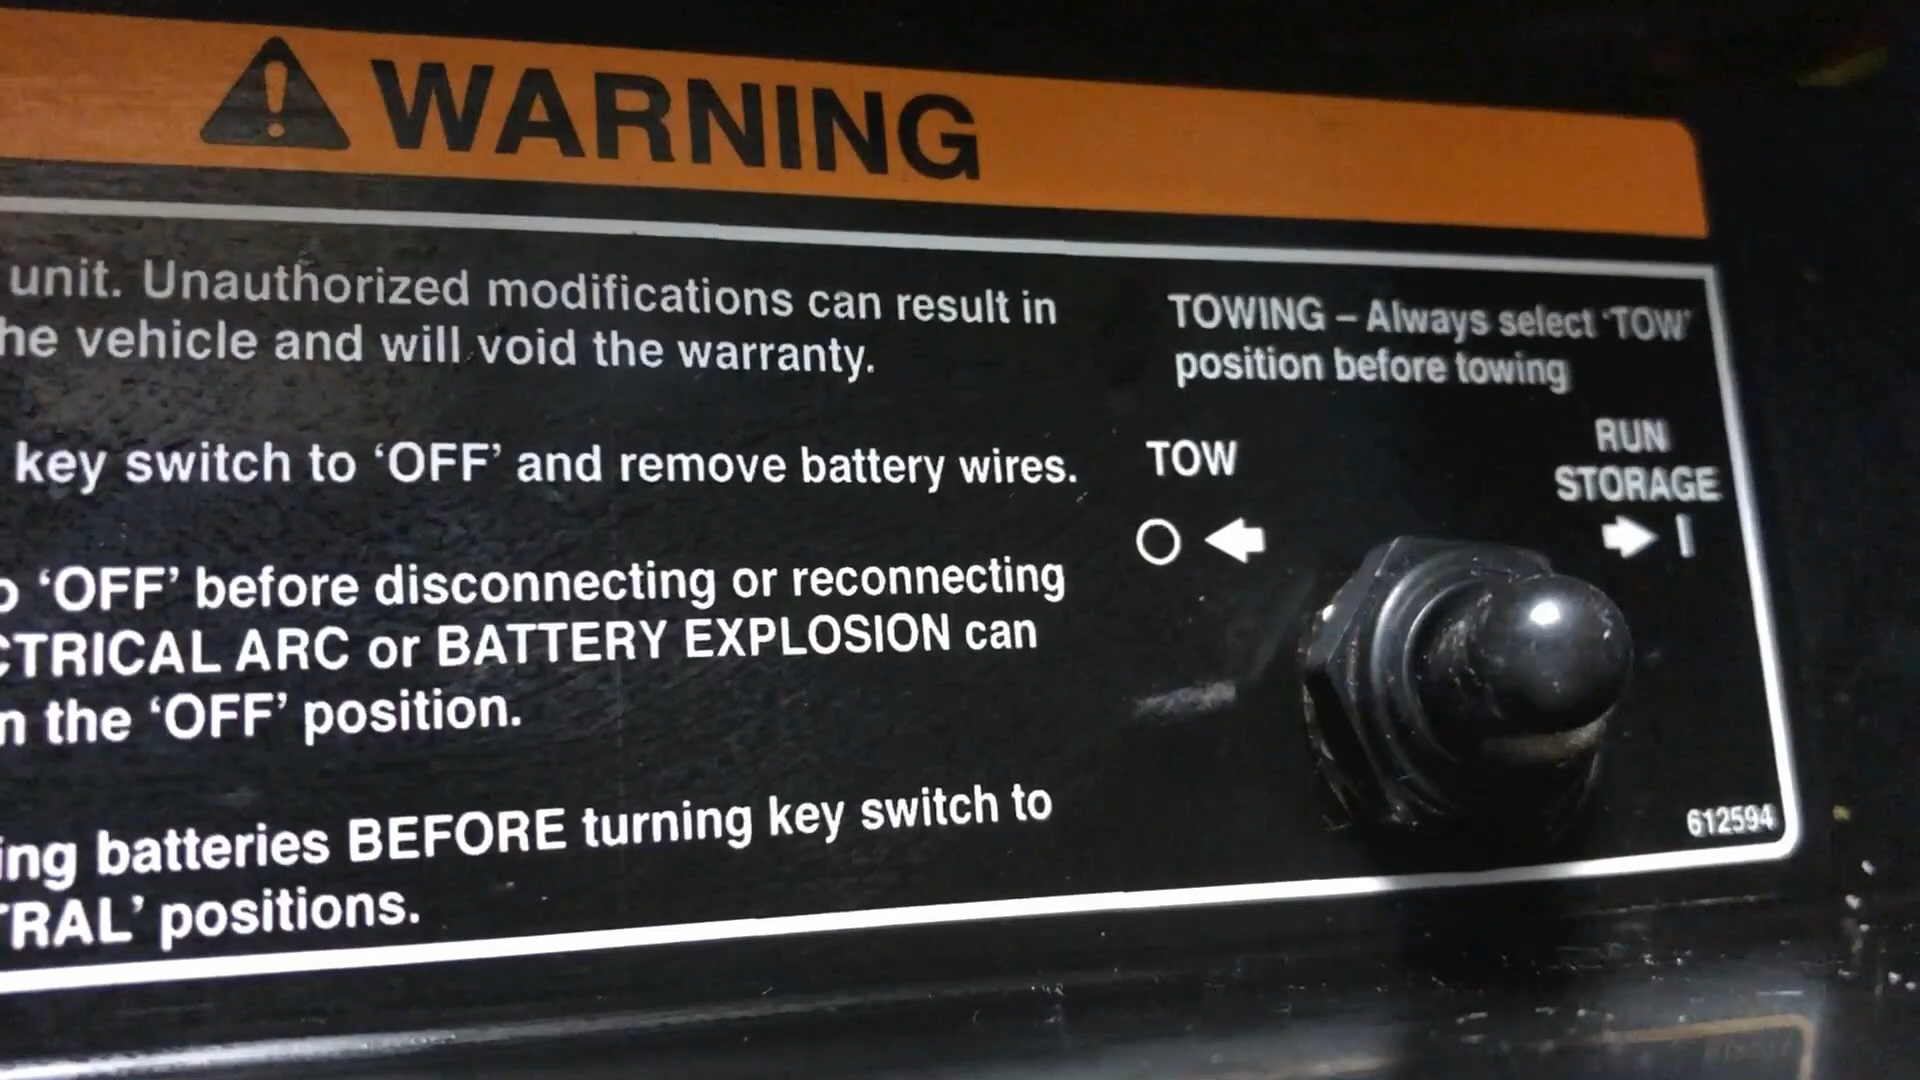 WARNING
unit. Unauthorized modifications can result in
he vehicle and will void the warranty.
key switch to ‘OFF’ and remove battery wires.
‘OFF’ before disconnecting or reconnecting
CTRICAL ARC or BATTERY EXPLOSION can
n the ‘OFF’ position.
ing batteries BEFORE turning key switch to
TRAL’ positions.
TOWING – Always select ‘TOW’
position before towing
TOW
RUN
STORAGE
O
I
612594